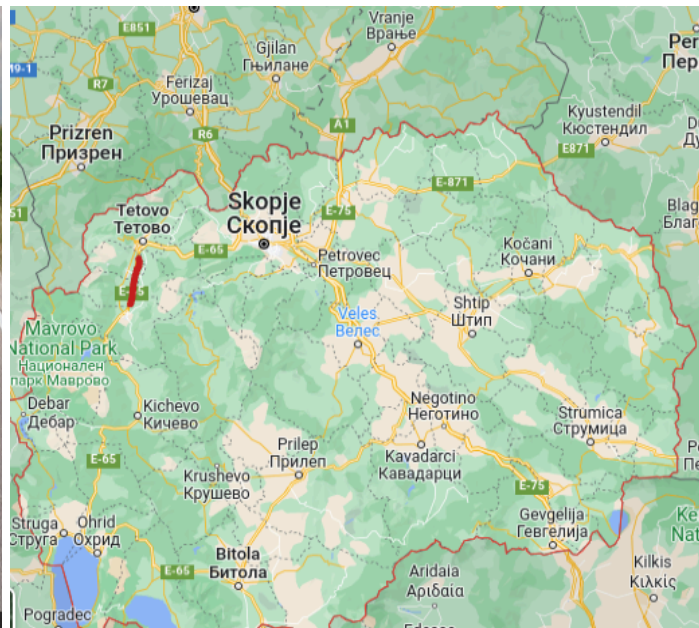 E851
Vranje
Врање
Per
Пер
M9-1
Gjilan
Гњилане
R7
Ferizaj
Урошевац
Kyustendil
Кюстендил
Prizren
Призрен
R6
A1
E871
E-871
Skopje
Скопје
E-75
Blag
Благ
Tetovo
Тетово
E-65
Petrovec
Петровец
Kočani
Кочани
Shtip
Штип
Veles
Велес
Mavrovo
National Park
Национален
парк Маврово
Debar
Дебар
Kichevo
Кичево
Negotino
Неготино
Strumica
Струмица
Prilep
Прилеп
Kavadarci
Кавадарци
E-65
Krushevo
Крушево
E-75
Struga
Струга
Ohrid
Охрид
Gevgelija
Гевгелија
Bitola
Битола
E-65
Kilkis
Κιλκίς
Aridaia
Αριδαία
Pogradec